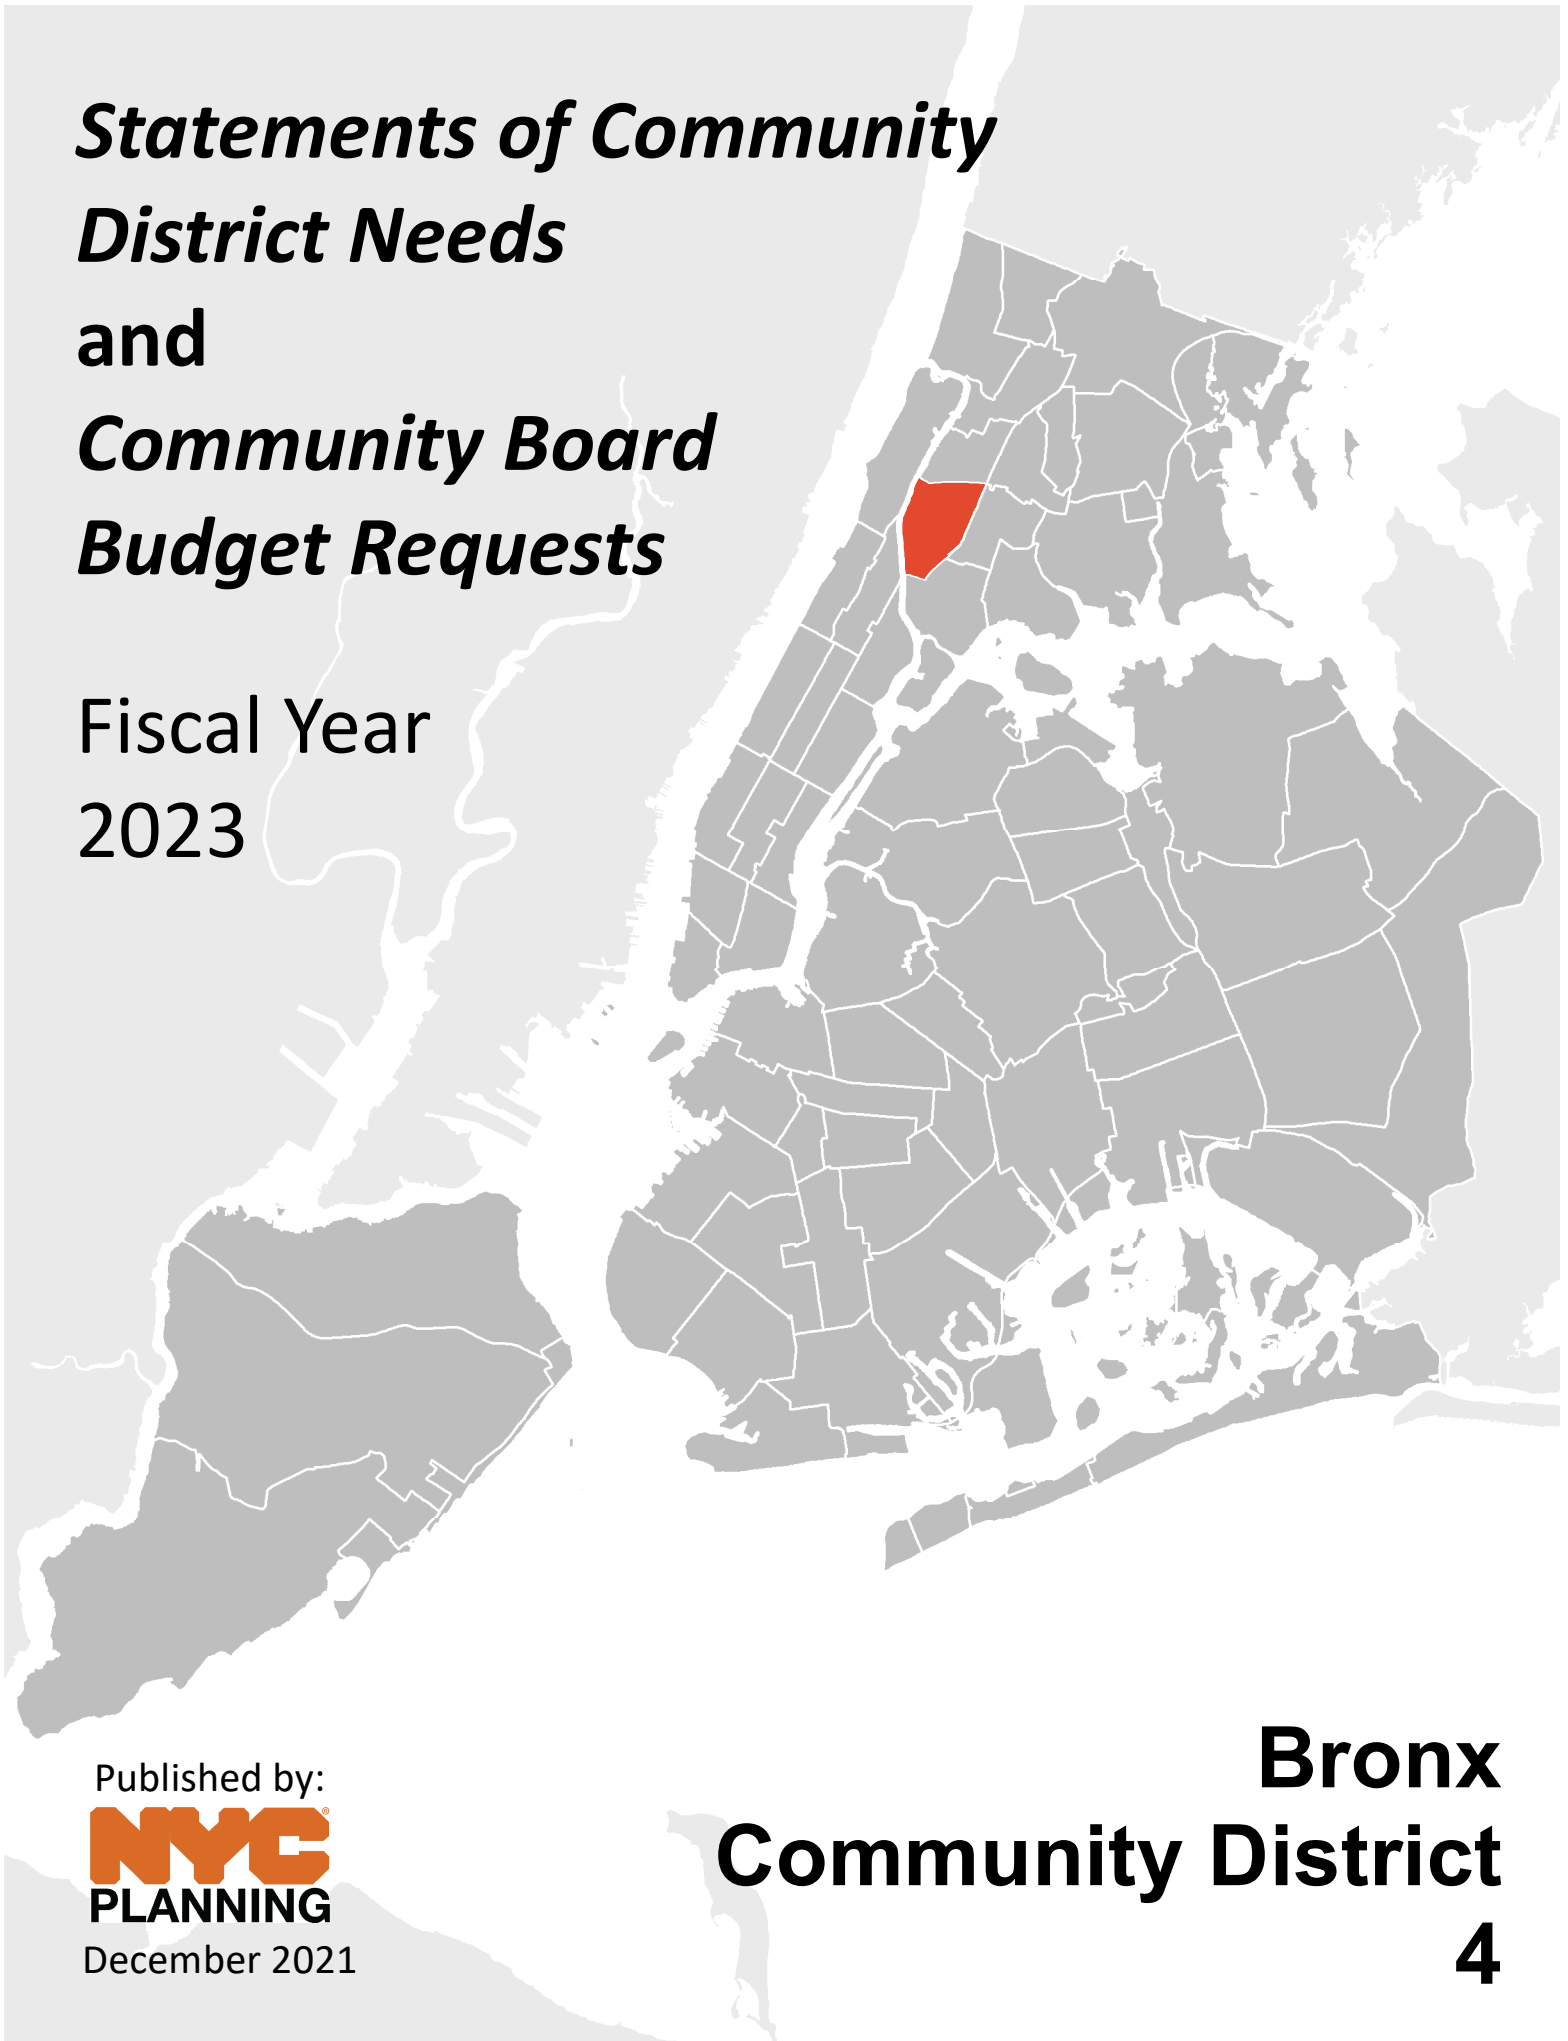 Statements of Community
District Needs
and
Community Board
Budget Requests
Fiscal Year
2023
Published by:
NYC®
PLANNING
December 2021
Bronx
Community District
4